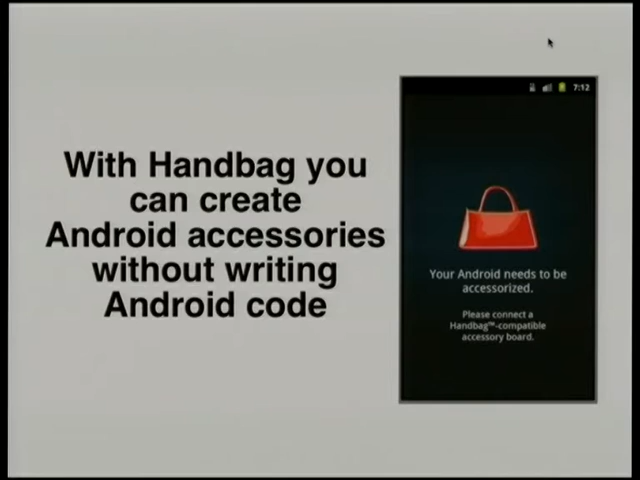 With Handbag you
can create
Android accessories
without writing
Android code
7:12
Your Android needs to be
accessorized.
Please connect a
Handbag™-compatible
accessory board.